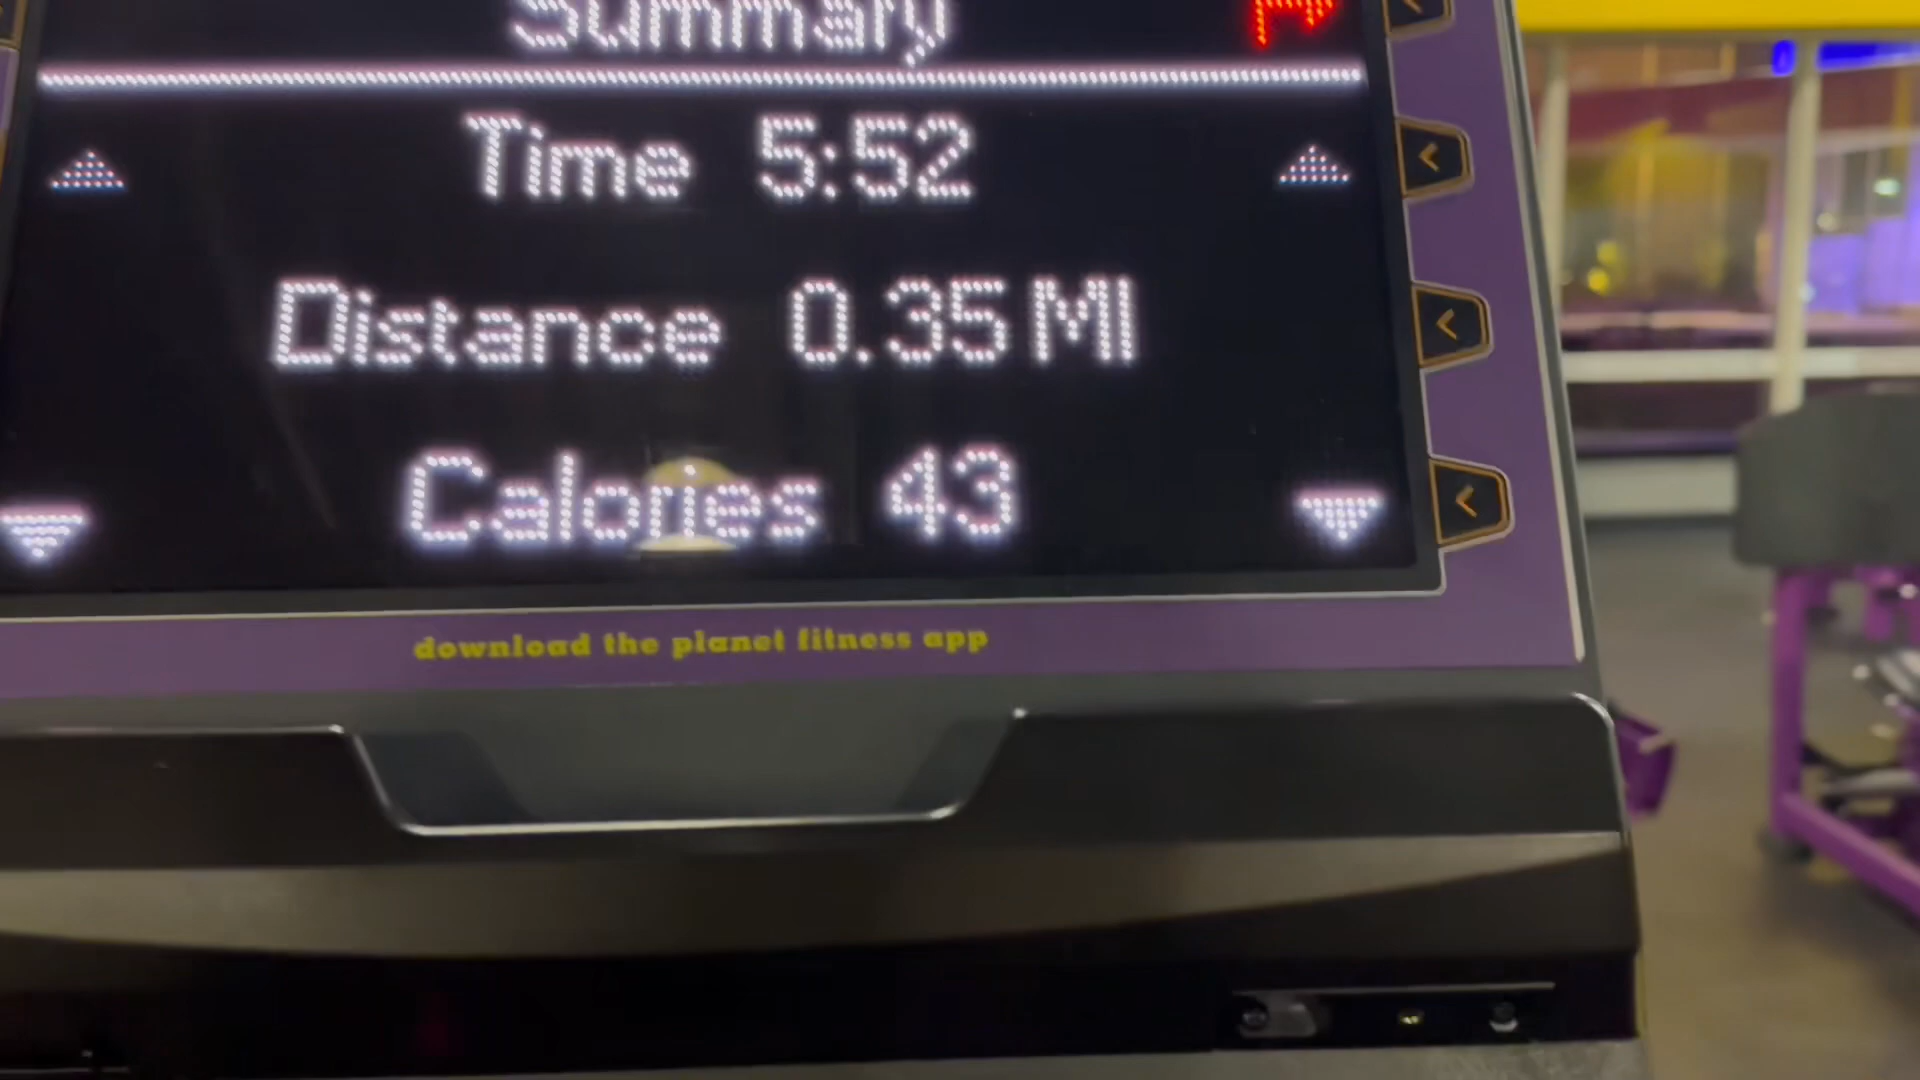 Summary
Time 5:52
Distance 0.35 MI
Calories 43
download the planet fitness app